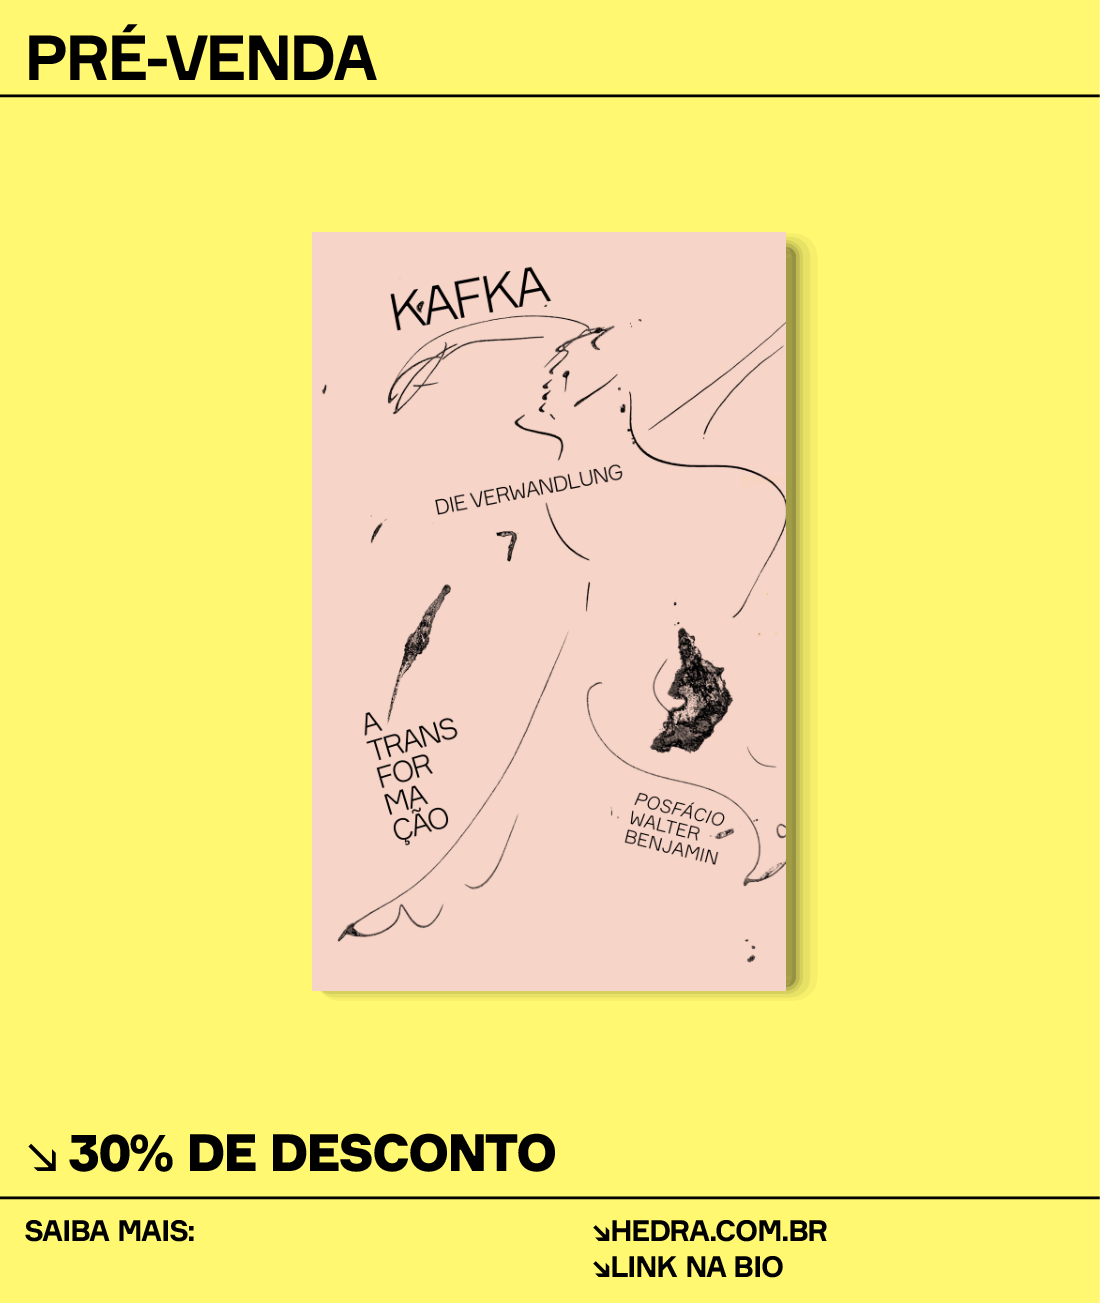 PRÉ-VENDA
KAFKA
DIE VERWANDLUNG
A
TRANS
FOR
MA
ÇÃO
POSFÁCIO
WALTER
BENJAMIN
↘ 30% DE DESCONTO
SAIBA MAIS:
↘HEDRA.COM.BR
↘LINK NA BIO